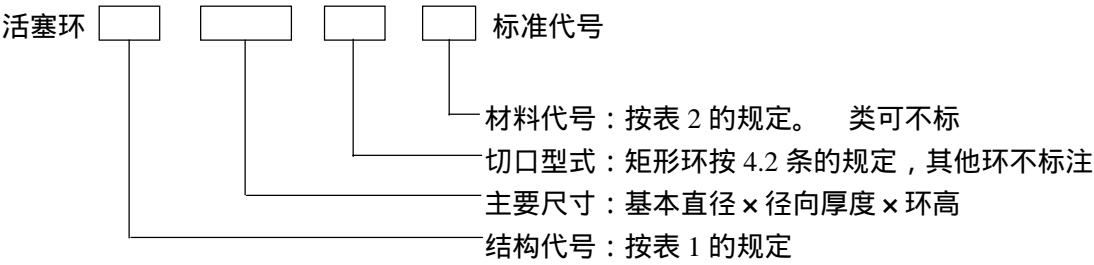 活塞环 标准代号
材料代号：按表 2 的规定。 类可不标
切口型式：矩形环按 4.2 条的规定，其他环不标注
主要尺寸：基本直径×径向厚度×环高
结构代号：按表 1 的规定